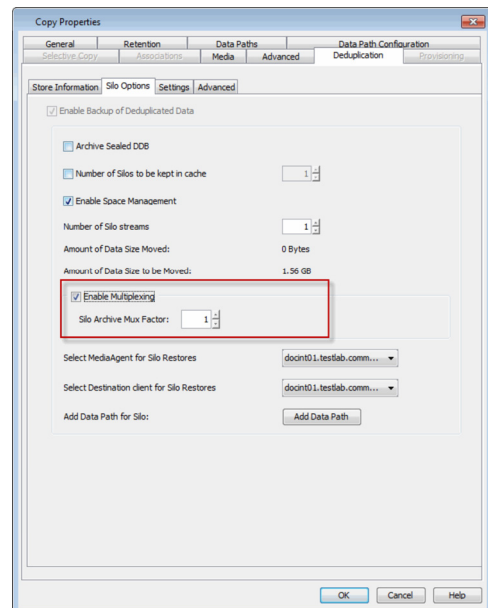 Copy Properties
General Retention Data Paths Data Path Configuration
Selective Copy Associations Media Advanced Deduplication Provisioning
Store Information Silo Options Settings Advanced
Enable Backup of Deduplicated Data
Archive Sealed DDB
Number of Silos to be kept in cache 1
Enable Space Management
Number of Silo streams 1
Amount of Data Size Moved: 0 Bytes
Amount of Data Size to be Moved: 1.56 GB
Enable Multiplexing
Silo Archive Mux Factor: 1
Select MediaAgent for Silo Restores docint01.testlab.comm...
Select Destination client for Silo Restores docint01.testlab.comm...
Add Data Path for Silo: Add Data Path
OK Cancel Help